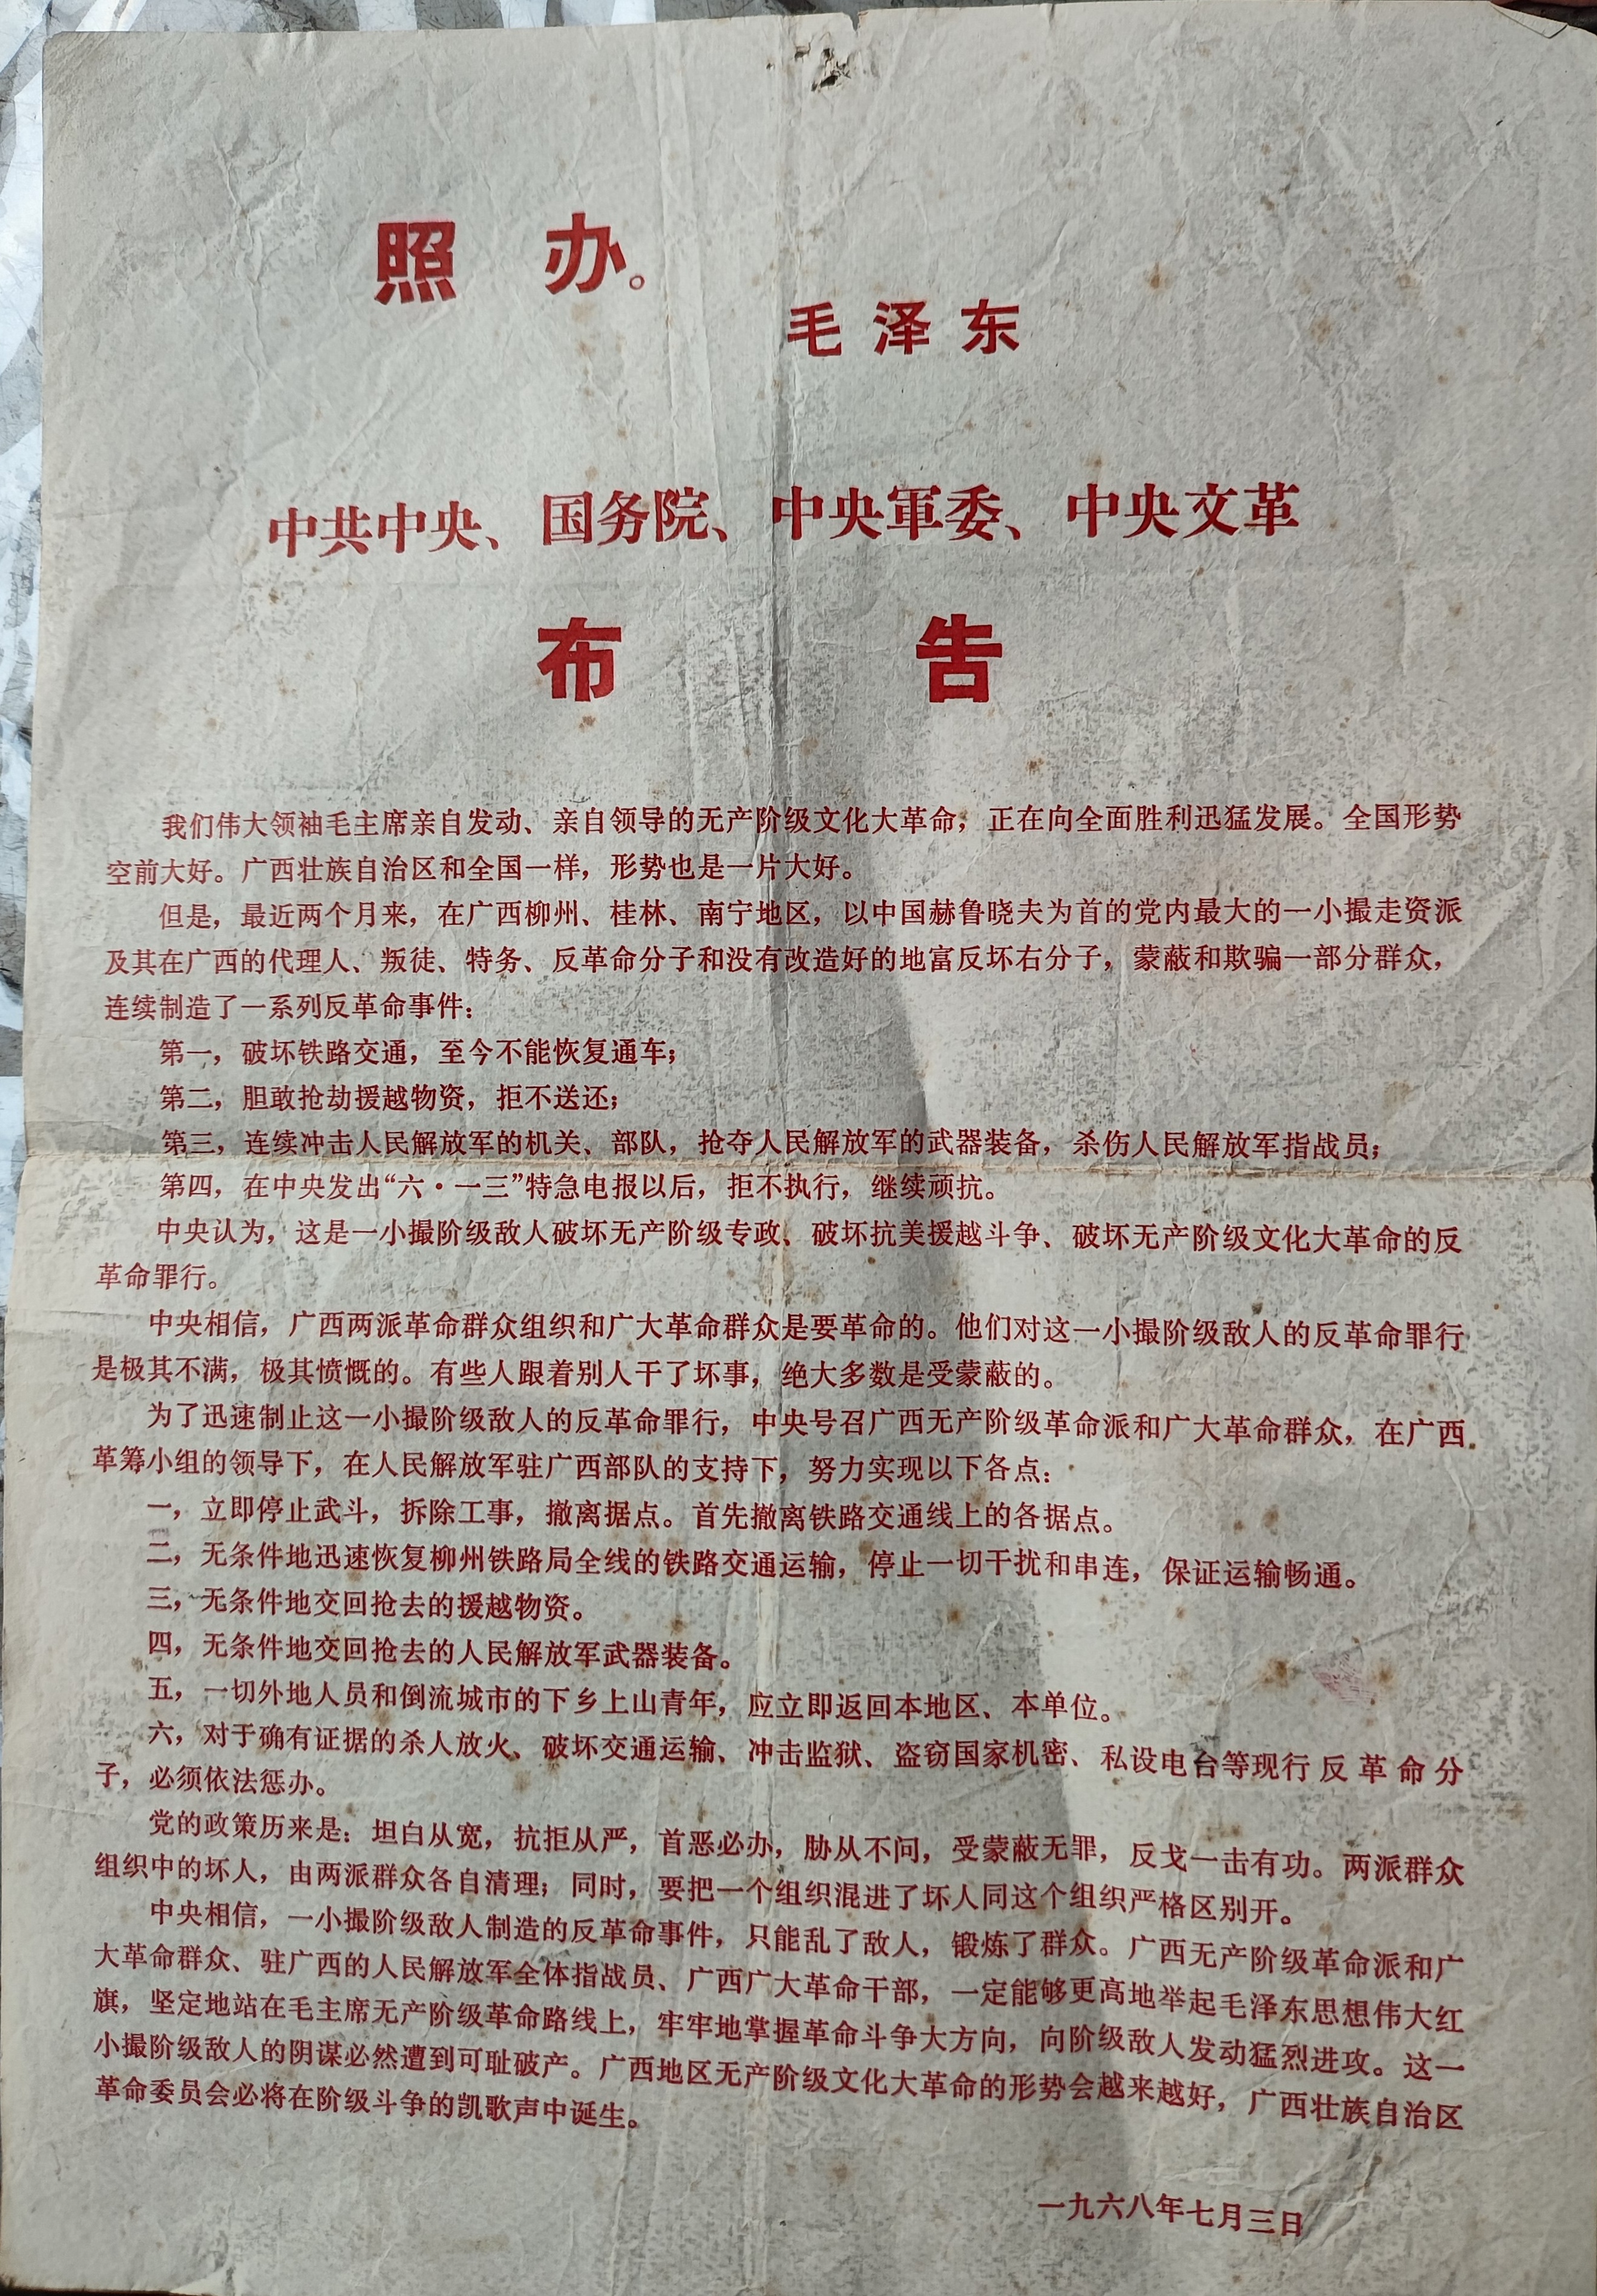 照 办。
毛泽东
中共中央、国务院、中央軍委、中央文革
布 告
我们伟大领袖毛主席亲自发动、亲自领导的无产阶级文化大革命，正在向全面胜利迅猛发展。全国形势
空前大好。广西壮族自治区和全国一样，形势也是一片大好。
但是，最近两个月来，在广西柳州、桂林、南宁地区，以中国赫鲁晓夫为首的党内最大的一小撮走资派
及其在广西的代理人、叛徒、特务、反革命分子和没有改造好的地富反坏右分子，蒙蔽和欺骗一部分群众，
连续制造了一系列反革命事件：
第一，破坏铁路交通，至今不能恢复通车；
第二，胆敢抢劫援越物资，拒不送还；
第三，连续冲击人民解放军的机关、部队，抢夺人民解放军的武器装备，杀伤人民解放军指战员；
第四，在中央发出“六·一三”特急电报以后，拒不执行，继续顽抗。
中央认为，这是一小撮阶级敌人破坏无产阶级专政、破坏抗美援越斗争、破坏无产阶级文化大革命的反
革命罪行。
中央相信，广西两派革命群众组织和广大革命群众是要革命的。他们对这一小撮阶级敌人的反革命罪行
是极其不满，极其愤慨的。有些人跟着别人干了坏事，绝大多数是受蒙蔽的。
为了迅速制止这一小撮阶级敌人的反革命罪行，中央号召广西无产阶级革命派和广大革命群众，在广西
革筹小组的领导下，在人民解放军驻广西部队的支持下，努力实现以下各点：
一，立即停止武斗，拆除工事，撤离据点。首先撤离铁路交通线上的各据点。
二，无条件地迅速恢复柳州铁路局全线的铁路交通运输，停止一切干扰和串连，保证运输畅通。
三，无条件地交回抢去的援越物资。
四，无条件地交回抢去的人民解放军武器装备。
五，一切外地人员和倒流城市的下乡上山青年，应立即返回本地区、本单位。
六，对于确有证据的杀人放火、破坏交通运输、冲击监狱、盗窃国家机密、私设电台等现行反革命分
子，必须依法惩办。
党的政策历来是：坦白从宽，抗拒从严，首恶必办，胁从不问，受蒙蔽无罪，反戈一击有功。两派群众
组织中的坏人，由两派群众各自清理；同时，要把一个组织混进了坏人同这个组织严格区别开。
中央相信，一小撮阶级敌人制造的反革命事件，只能乱了敌人，锻炼了群众。广西无产阶级革命派和广
大革命群众、驻广西的人民解放军全体指战员、广西广大革命干部，一定能够更高地举起毛泽东思想伟大红
旗，坚定地站在毛主席无产阶级革命路线上，牢牢地掌握革命斗争大方向，向阶级敌人发动猛烈进攻。这一
小撮阶级敌人的阴谋必然遭到可耻破产。广西地区无产阶级文化大革命的形势会越来越好，广西壮族自治区
革命委员会必将在阶级斗争的凯歌声中诞生。
一九六八年七月三日